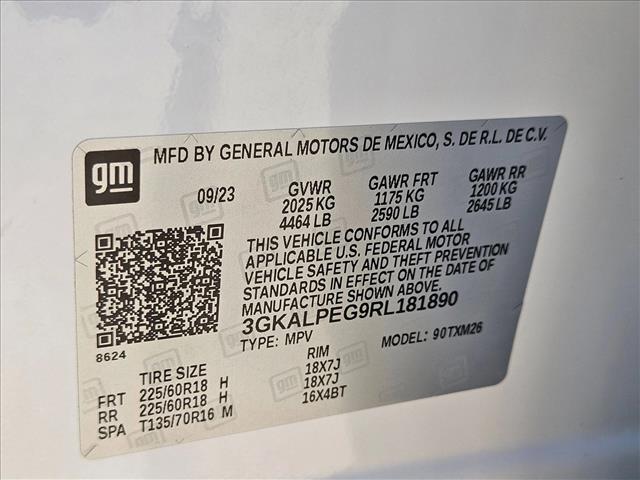 gm
MFD BY GENERAL MOTORS DE MEXICO, S. DE R.L. DE C.V.
09/23 GVWR GAWR FRT GAWR RR
2025 KG 1175 KG 1200 KG
4464 LB 2590 LB 2645 LB
THIS VEHICLE CONFORMS TO ALL
APPLICABLE U.S. FEDERAL MOTOR
VEHICLE SAFETY AND THEFT PREVENTION
STANDARDS IN EFFECT ON THE DATE OF
MANUFACTURE SHOWN ABOVE.
3GKALPEG9RL181890
8624 TYPE: MPV MODEL: 90TXM26
TIRE SIZE RIM
FRT 225/60R18 H 18X7J
RR 225/60R18 H 18X7J
SPA T135/70R16 M 16X4BT